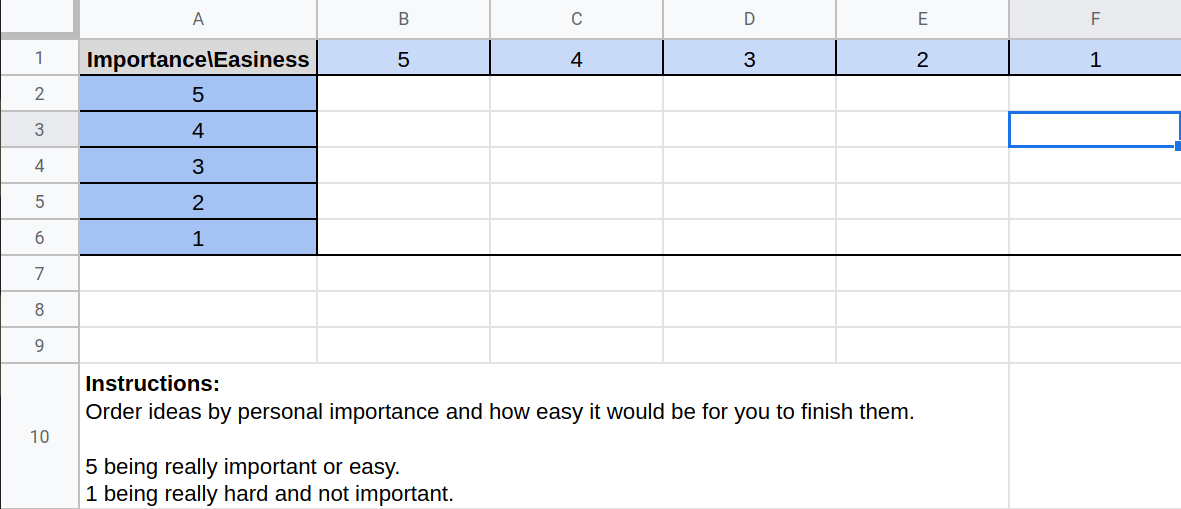 A B C D E F
1 Importance\Easiness 5 4 3 2 1
2 5
3 4
4 3
5 2
6 1
7
8
9
10
Instructions:
Order ideas by personal importance and how easy it would be for you to finish them.
5 being really important or easy.
1 being really hard and not important.